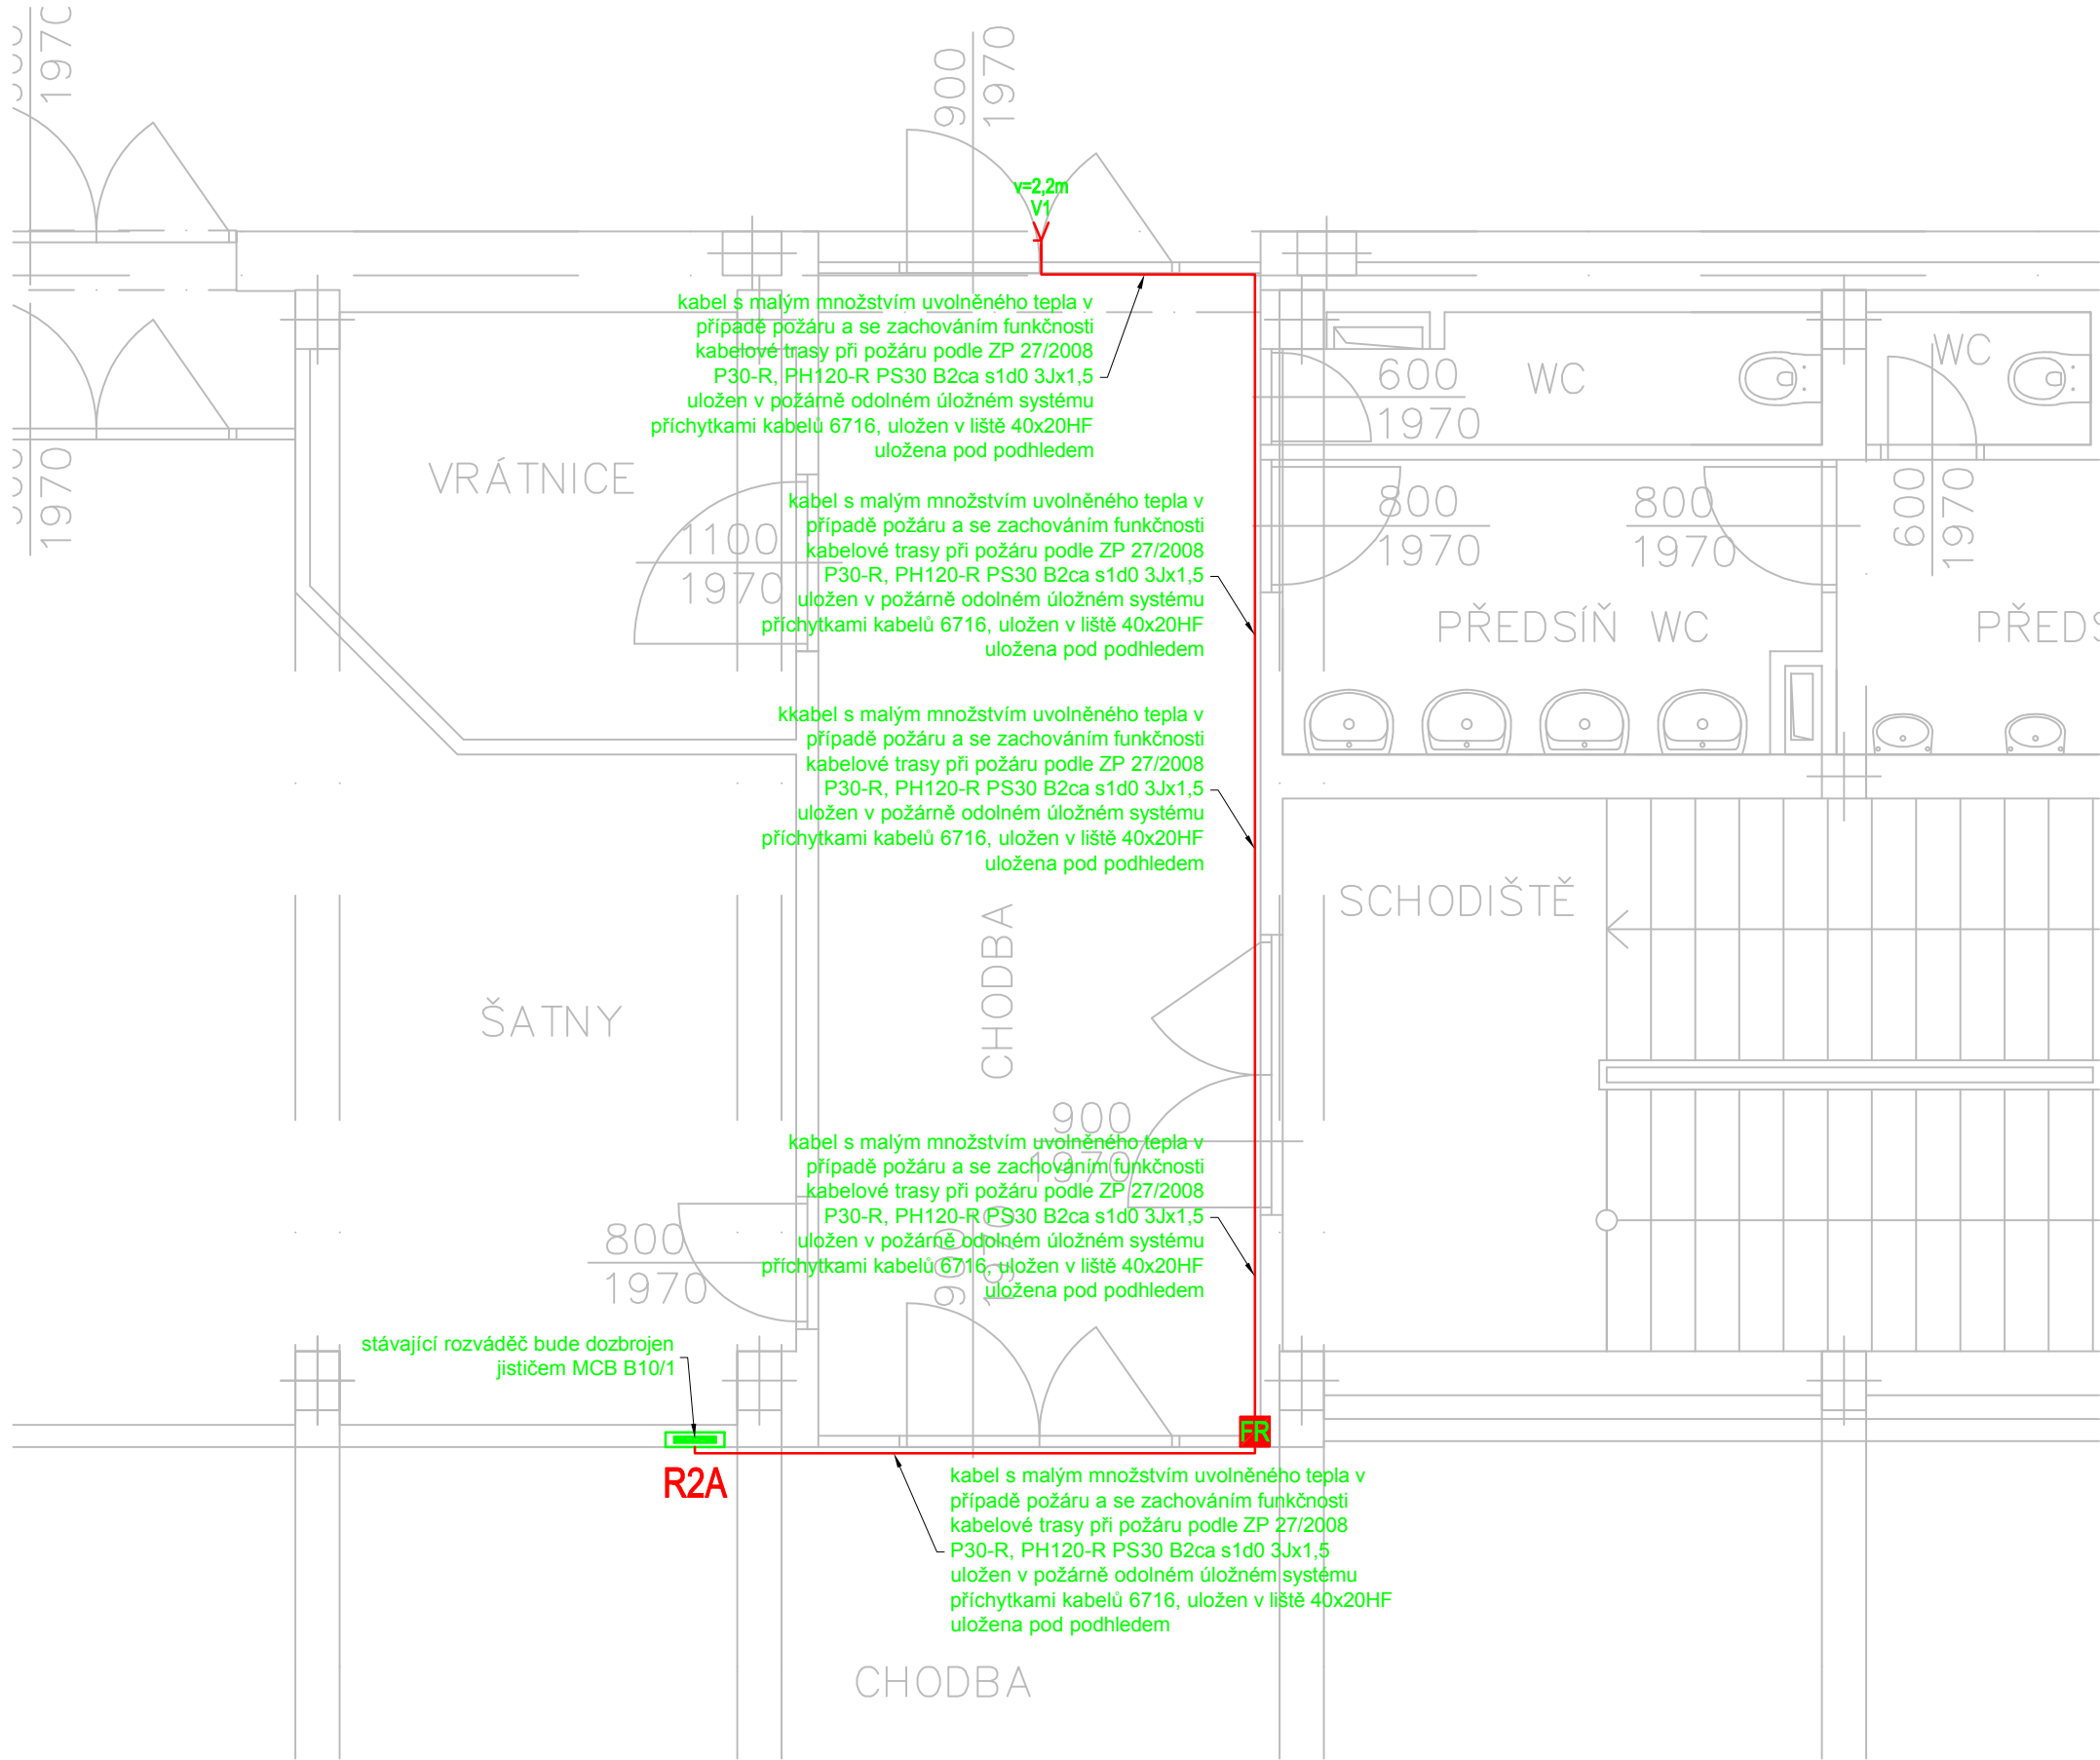 1970
900
1970
v=2,2m
V1
kabel s malým množstvím uvolněného tepla v
případě požáru a se zachováním funkčnosti
kabelové trasy při požáru podle ZP 27/2008
P30-R, PH120-R PS30 B2ca s1d0 3Jx1,5
uložen v požárně odolném úložném systému
příchytkami kabelů 6716, uložen v liště 40x20HF
uložena pod podhledem
600
1970
WC
WC
1970
VRÁTNICE
1100
1970
kabel s malým množstvím uvolněného tepla v
případě požáru a se zachováním funkčnosti
kabelové trasy při požáru podle ZP 27/2008
P30-R, PH120-R PS30 B2ca s1d0 3Jx1,5
uložen v požárně odolném úložném systému
příchytkami kabelů 6716, uložen v liště 40x20HF
uložena pod podhledem
800
1970
800
1970
600
1970
PŘEDSÍŇ WC
PŘEDS
kkabel s malým množstvím uvolněného tepla v
případě požáru a se zachováním funkčnosti
kabelové trasy při požáru podle ZP 27/2008
P30-R, PH120-R PS30 B2ca s1d0 3Jx1,5
uložen v požárně odolném úložném systému
příchytkami kabelů 6716, uložen v liště 40x20HF
uložena pod podhledem
SCHODIŠTĚ
CHODBA
ŠATNY
900
1970
kabel s malým množstvím uvolněného tepla v
případě požáru a se zachováním funkčnosti
kabelové trasy při požáru podle ZP 27/2008
P30-R, PH120-R PS30 B2ca s1d0 3Jx1,5
uložen v požárně odolném úložném systému
příchytkami kabelů 6716, uložen v liště 40x20HF
uložena pod podhledem
900
1970
800
1970
stávající rozváděč bude dozbrojen
jističem MCB B10/1
R2A
FR
kabel s malým množstvím uvolněného tepla v
případě požáru a se zachováním funkčnosti
kabelové trasy při požáru podle ZP 27/2008
P30-R, PH120-R PS30 B2ca s1d0 3Jx1,5
uložen v požárně odolném úložném systému
příchytkami kabelů 6716, uložen v liště 40x20HF
uložena pod podhledem
CHODBA